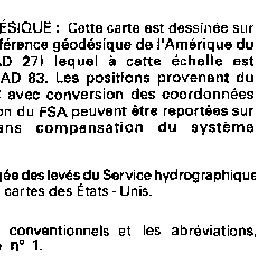 ÉSIQUE : Cette carte est dessinée sur
férence géodésique de l'Amérique du
AD 27) lequel à cette échelle est
AD 83. Les positions provenant du
avec conversion des coordonnées
on du FSA peuvent être reportées sur
ans compensation du système
gée des levés du Service hydrographique
cartes des États - Unis.
conventionnels et les abréviations,
n° 1.